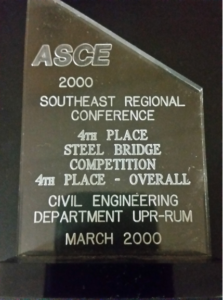 ASCE
2000
SOUTHEAST REGIONAL
CONFERENCE
4TH PLACE
STEEL BRIDGE
COMPETITION
4TH PLACE - OVERALL
CIVIL ENGINEERING
DEPARTMENT UPR-RUM
MARCH 2000